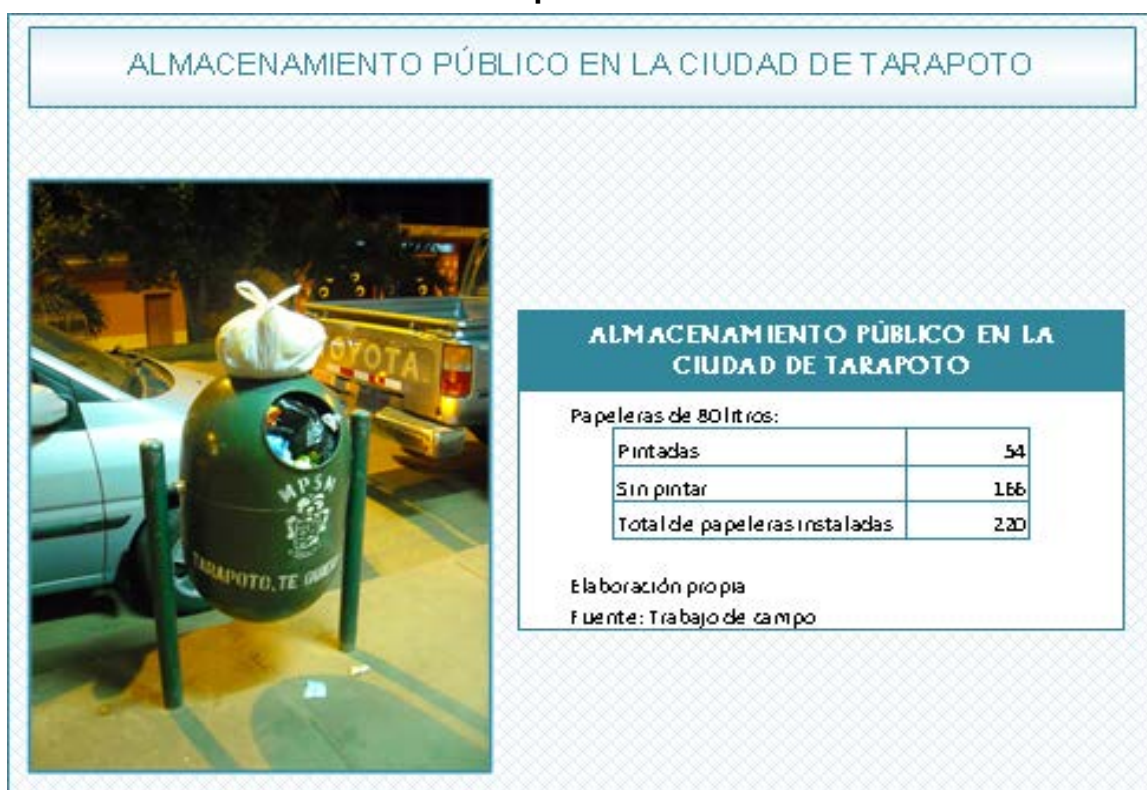 ALMACENAMIENTO PÚBLICO EN LA CIUDAD DE TARAPOTO
TOYOTA
MPSM
TARAPOTO, TE
ALMACENAMIENTO PÚBLICO EN LA
CIUDAD DE TARAPOTO
Papeleras de 80 litros:
Pintadas 54
Sin pintar 166
Total de papeleras instaladas 220
Elaboración propia
Fuente: Trabajo de campo